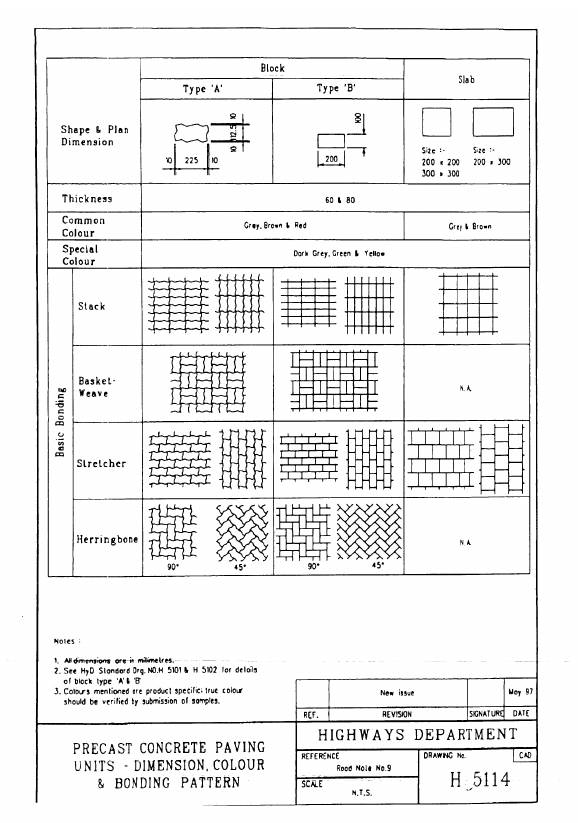 Block
Slab
Type 'A'
Type 'B'
Shape & Plan
Dimension
10
112.5
10
10 225 10
100
200
Size :-
200 x 200
300 x 300
Size :-
200 x 300
Thickness
60 & 80
Common
Colour
Grey, Brown & Red
Grey & Brown
Special
Colour
Dark Grey, Green & Yellow
Basic Bonding
Stack
Basket-
Weave
N.A.
Stretcher
Herringbone
90° 45°
90° 45°
N.A.
Notes :
1. All dimensions are in millimetres.
2. See HyD Standard Drg. NO.H 5101 & H 5102 for details
of block type 'A' & 'B'
3. Colours mentioned are product specific; true colour
should be verified by submission of samples.
New issue
May 97
REF. REVISION SIGNATURE DATE
HIGHWAYS DEPARTMENT
PRECAST CONCRETE PAVING
UNITS - DIMENSION, COLOUR
& BONDING PATTERN
REFERENCE
Road Note No.9
SCALE
N.T.S.
DRAWING No. CAD
H 5114